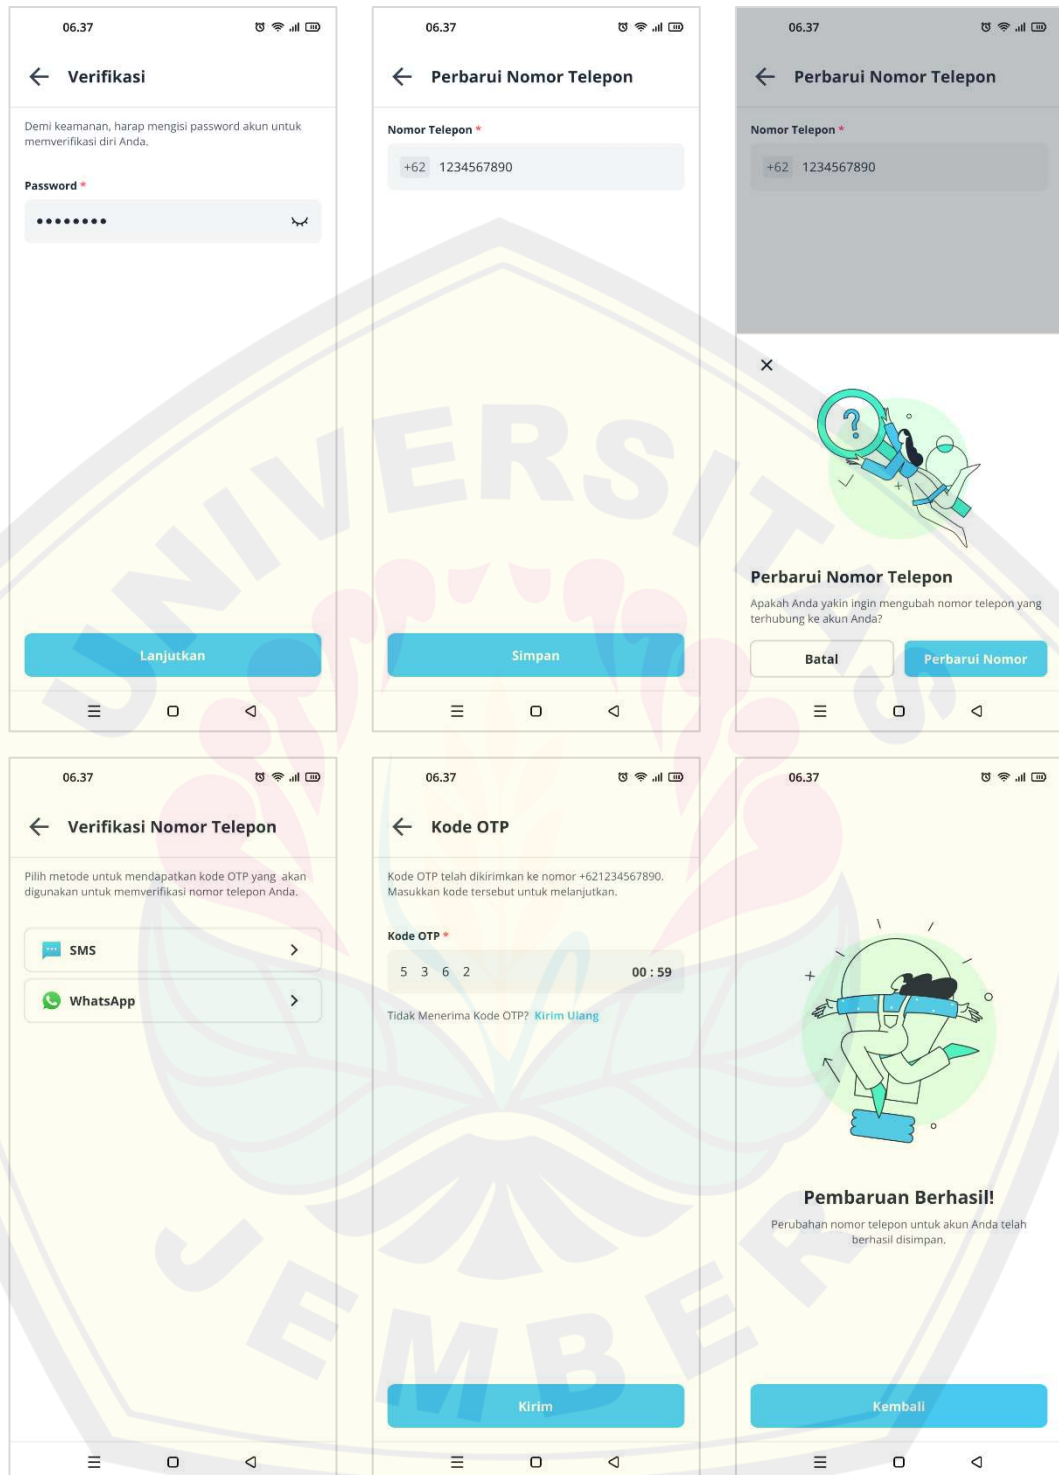 06.37
Verifikasi
Demi keamanan, harap mengisi password akun untuk
memverifikasi diri Anda.
Password *
Lanjutkan
06.37
Perbarui Nomor Telepon
Nomor Telepon *
+62 1234567890
Simpan
06.37
Perbarui Nomor Telepon
Nomor Telepon *
+62 1234567890
?
Perbarui Nomor Telepon
Apakah Anda yakin ingin mengubah nomor telepon yang
terhubung ke akun Anda?
Batal Perbarui Nomor
06.37
Verifikasi Nomor Telepon
Pilih metode untuk mendapatkan kode OTP yang akan
digunakan untuk memverifikasi nomor telepon Anda.
SMS
WhatsApp
06.37
Kode OTP
Kode OTP telah dikirimkan ke nomor +621234567890.
Masukkan kode tersebut untuk melanjutkan.
Kode OTP *
5 3 6 2 00 : 59
Tidak Menerima Kode OTP? Kirim Ulang
Kirim
06.37
Pembaruan Berhasil!
Perubahan nomor telepon untuk akun Anda telah
berhasil disimpan.
Kembali
UNIVERSITAS
JEMBER